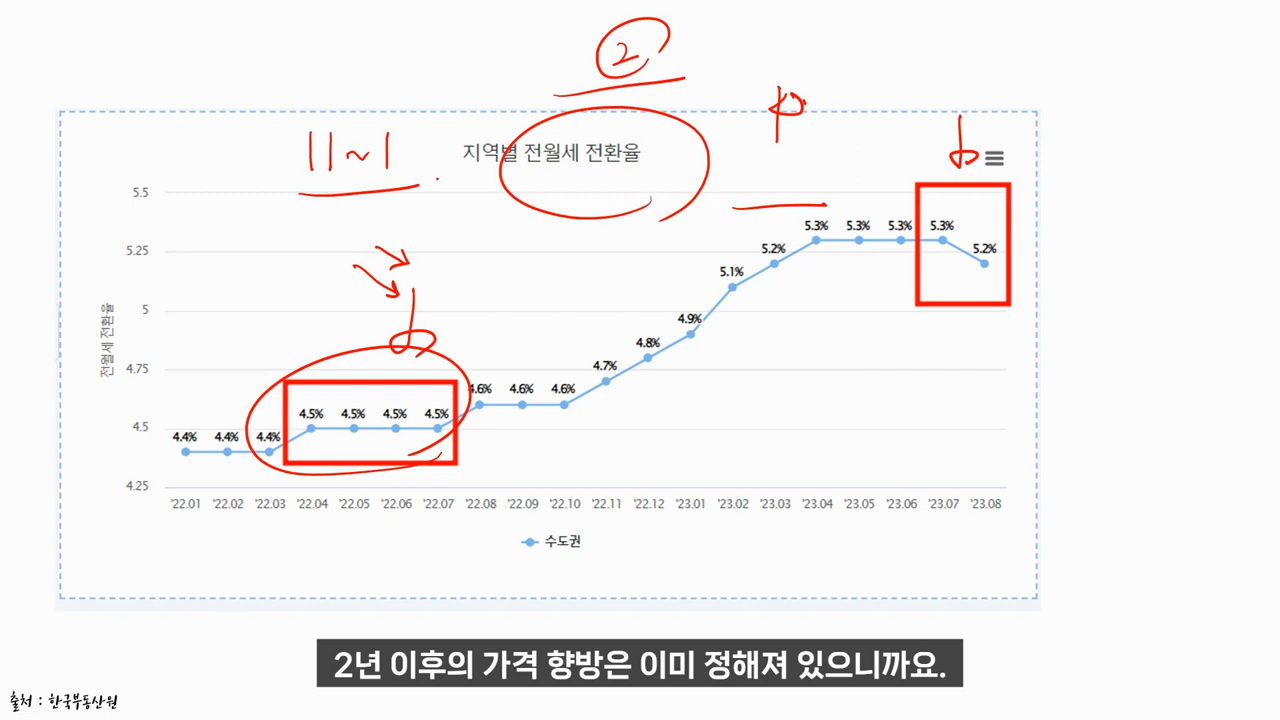 2
11~1
지역별 전월세 전환율
5.5
5.3% 5.3% 5.3% 5.3%
5.25
5.2% 5.2%
5.1%
5
4.9%
4.8%
4.75
4.7%
4.6% 4.6% 4.6%
4.5% 4.5% 4.5% 4.5%
4.5
4.4% 4.4% 4.4%
4.25
전월세 전환율
'22.01 '22.02 '22.03 '22.04 '22.05 '22.06 '22.07 '22.08 '22.09 '22.10 '22.11 '22.12 '23.01 '23.02 '23.03 '23.04 '23.05 '23.06 '23.07 '23.08
수도권
2년 이후의 가격 향방은 이미 정해져 있으니까요.
출처 : 한국부동산원